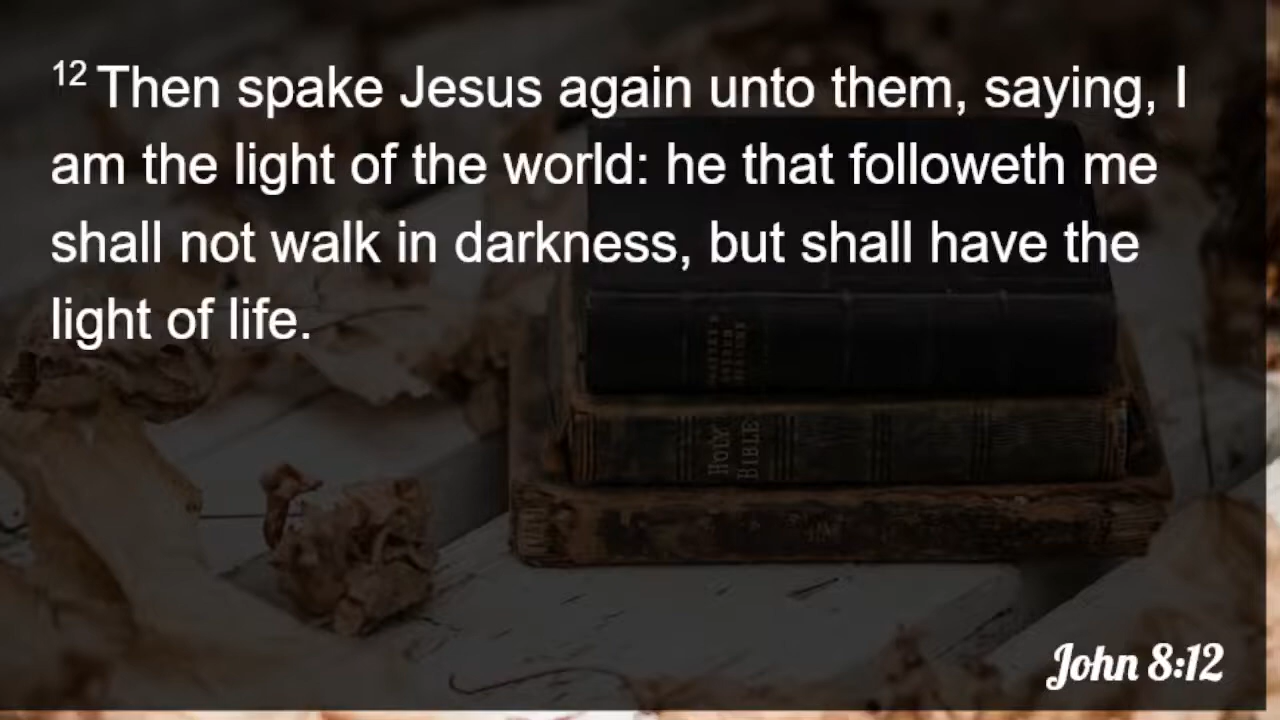 12 Then spake Jesus again unto them, saying, I
am the light of the world: he that followeth me
shall not walk in darkness, but shall have the
light of life.
HOLY
BIBLE
John 8:12